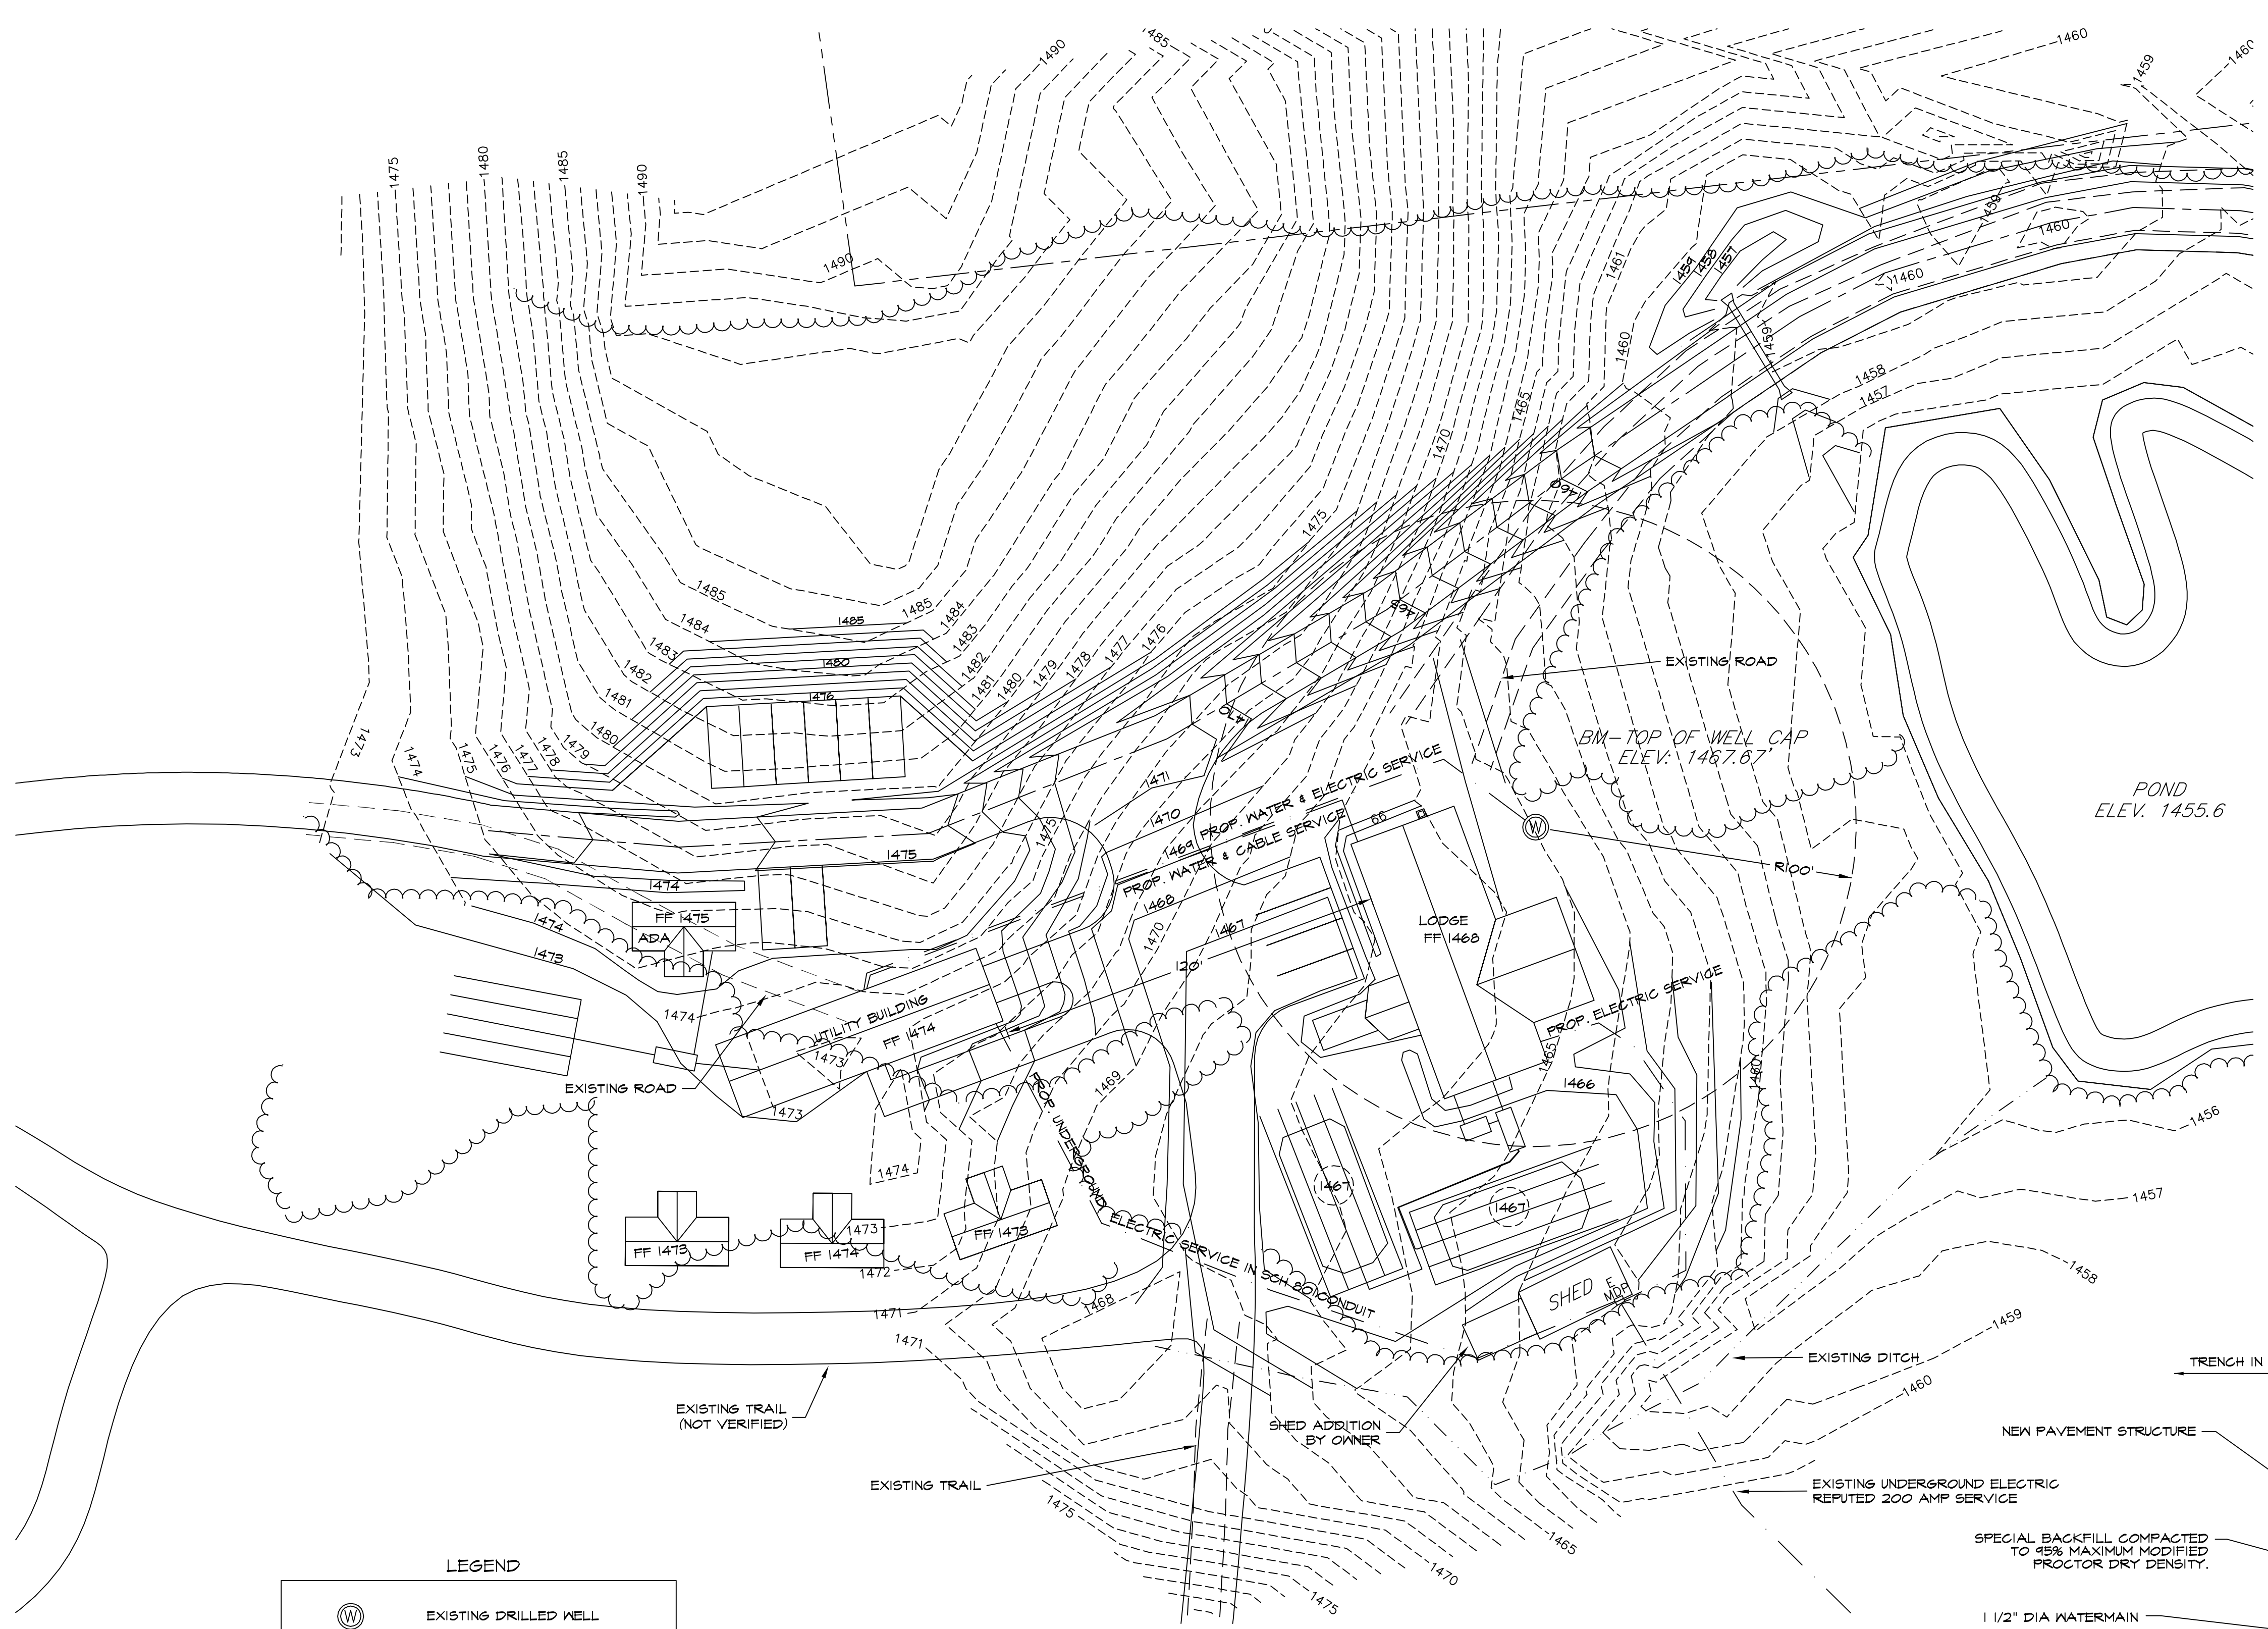 1490
485
1460
1459
1460
1475
1480
1485
1490
1490
1461
1459
1458
1457
1459
1460
1460
1460
1459
1458
1457
1465
1470
1475
1460
1468
1470
1485
1484
1483
1482
1481
1480
1479
1478
1477
1476
1475
1474
1473
1485
1480
1476
1485
1484
1483
1482
1481
1480
1479
1478
1477
1476
EXISTING ROAD
BM-TOP OF WELL CAP
ELEV: 1467.67'
POND
ELEV. 1455.6
PROP. WATER & ELECTRIC SERVICE
PROP. WATER & CABLE SERVICE
1471
1470
1469
1468
1467
1470
66
W
R100'
1475
1475
1474
FF 1475
ADA
1474
1473
LODGE
FF 1468
120'
UTILITY BUILDING
FF 1474
1474
1473
1473
EXISTING ROAD
PROP. ELECTRIC SERVICE
1465
1466
1460
1469
PROP. UNDERGROUND ELECTRIC SERVICE IN SCH 80 CONDUIT
1474
1473
1472
1471
1471
1468
FF 1473
FF 1474
FF 1473
1467
1467
SHED
E
MDP
1456
1457
1458
1459
1460
EXISTING DITCH
TRENCH IN
EXISTING TRAIL
(NOT VERIFIED)
SHED ADDITION
BY OWNER
NEW PAVEMENT STRUCTURE
EXISTING TRAIL
EXISTING UNDERGROUND ELECTRIC
REPUTED 200 AMP SERVICE
1475
1465
1470
1475
SPECIAL BACKFILL COMPACTED
TO 95% MAXIMUM MODIFIED
PROCTOR DRY DENSITY.
1 1/2" DIA WATERMAIN
LEGEND
W EXISTING DRILLED WELL